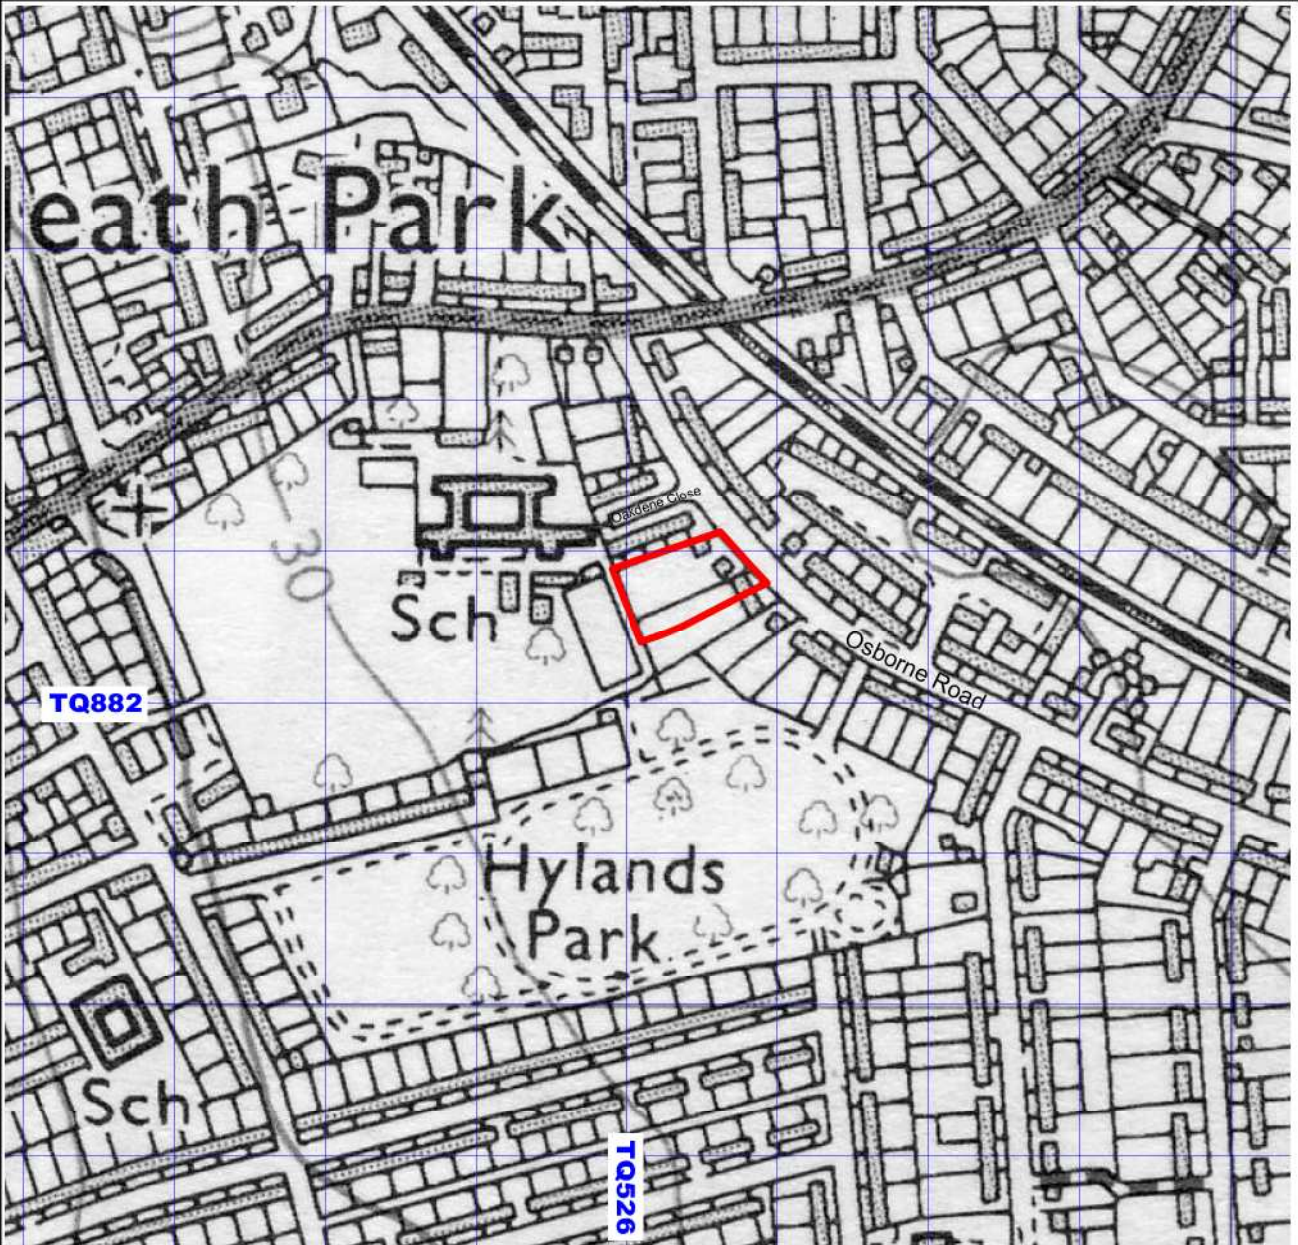 eath Park
Oakdene Close
30
Sch
Osborne Road
TQ882
Hylands
Park
Sch
TQ526